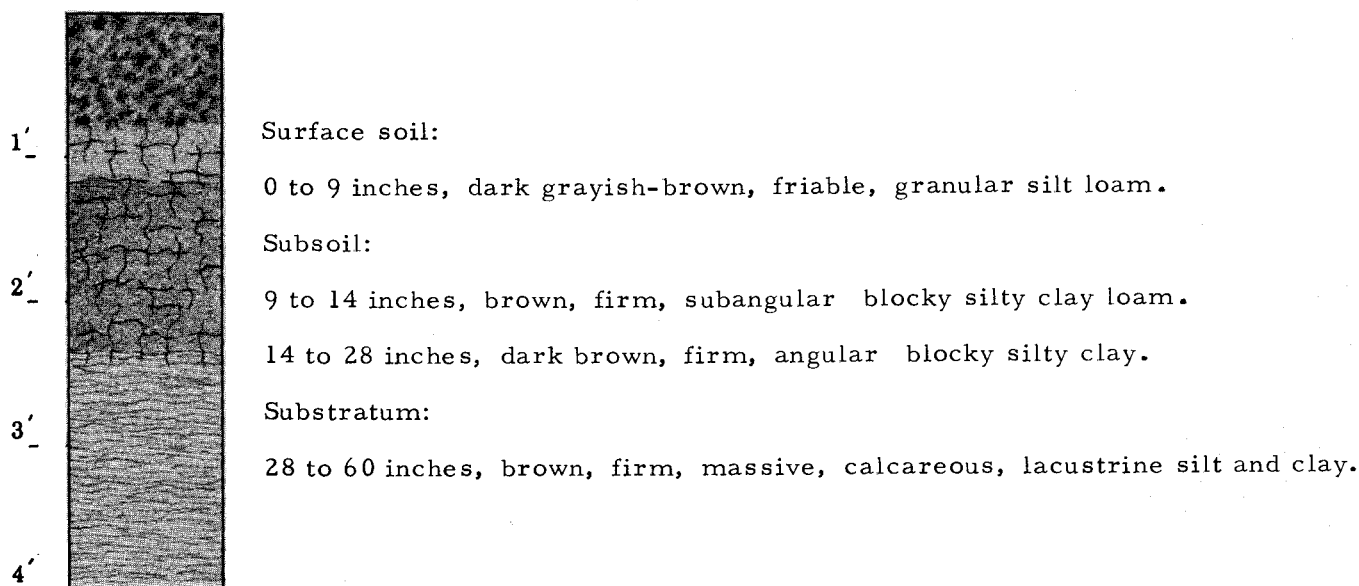 1'
Surface soil:
0 to 9 inches, dark grayish-brown, friable, granular silt loam.
Subsoil:
2'
9 to 14 inches, brown, firm, subangular blocky silty clay loam.
14 to 28 inches, dark brown, firm, angular blocky silty clay.
Substratum:
3'
28 to 60 inches, brown, firm, massive, calcareous, lacustrine silt and clay.
4'